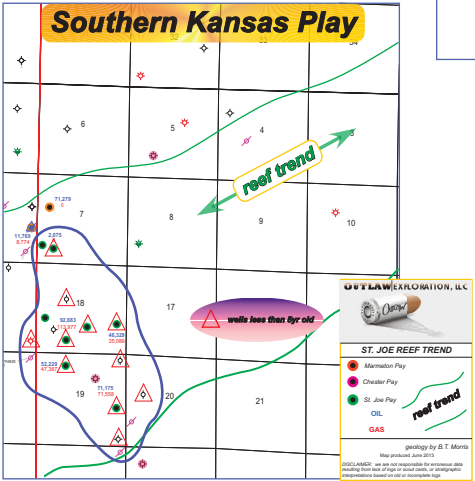 Southern Kansas Play
32
33
34
6
5
4
3
reef trend
71,279
0
7
8
9
10
11,769
8,774
2,075
18
17
wells less than 5yr old
92,883
113,977
46,329
35,089
52,229
47,387
71,175
71,558
19
20
21
OUTLAW EXPLORATION, LLC
Outlaw
ST. JOE REEF TREND
Marmaton Pay
Chester Pay
St. Joe Pay
OIL
GAS
reef trend
geology by B.T. Morris
Map produced June 2013
DISCLAIMER: we are not responsible for erroneous data
resulting from lack of logs or scout cards, or stratigraphic
interpretations based on old or incomplete logs